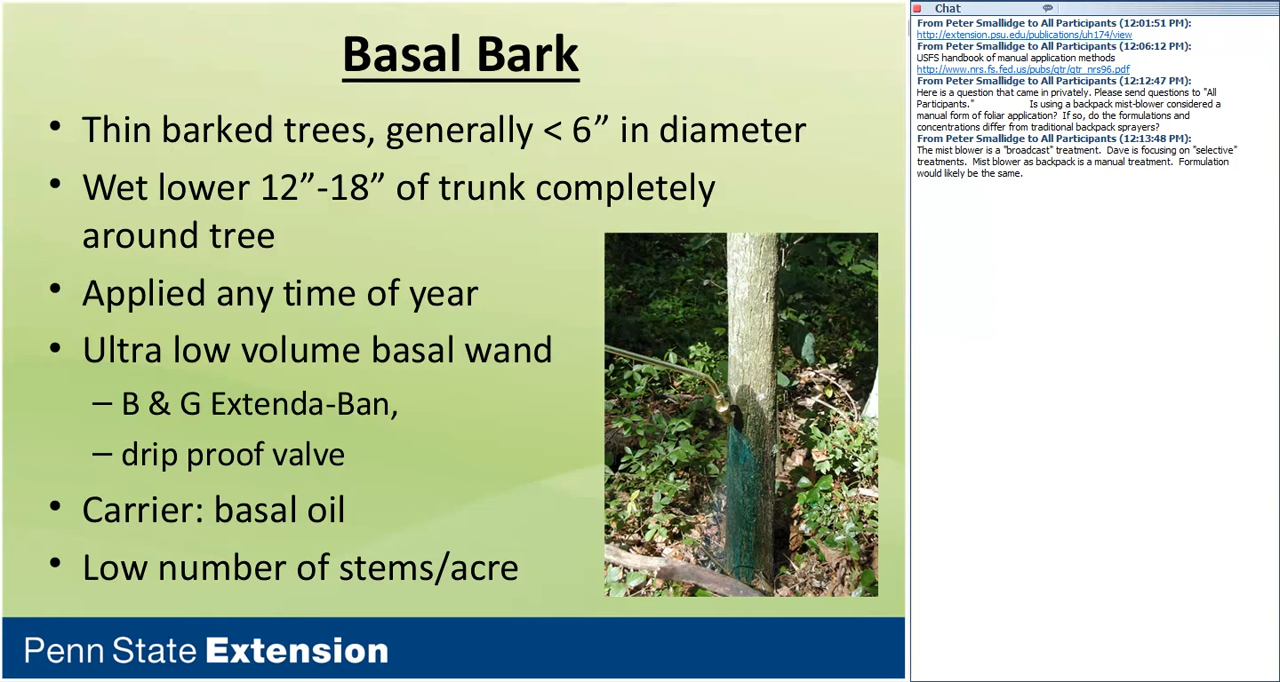 Basal Bark
• Thin barked trees, generally < 6” in diameter
• Wet lower 12”-18” of trunk completely
around tree
• Applied any time of year
• Ultra low volume basal wand
– B & G Extenda-Ban,
– drip proof valve
• Carrier: basal oil
• Low number of stems/acre
Penn State Extension
Chat
From Peter Smallidge to All Participants (12:01:51 PM):
http://extension.psu.edu/publications/uh174/view
From Peter Smallidge to All Participants (12:06:12 PM):
USFS handbook of manual application methods
http://www.nrs.fs.fed.us/pubs/gtr/gtr_nrs96.pdf
From Peter Smallidge to All Participants (12:12:47 PM):
Here is a question that came in privately. Please send questions to "All
Participants." Is using a backpack mist-blower considered a
manual form of foliar application? If so, do the formulations and
concentrations differ from traditional backpack sprayers?
From Peter Smallidge to All Participants (12:13:48 PM):
The mist blower is a "broadcast" treatment. Dave is focusing on "selective"
treatments. Mist blower as backpack is a manual treatment. Formulation
would likely be the same.